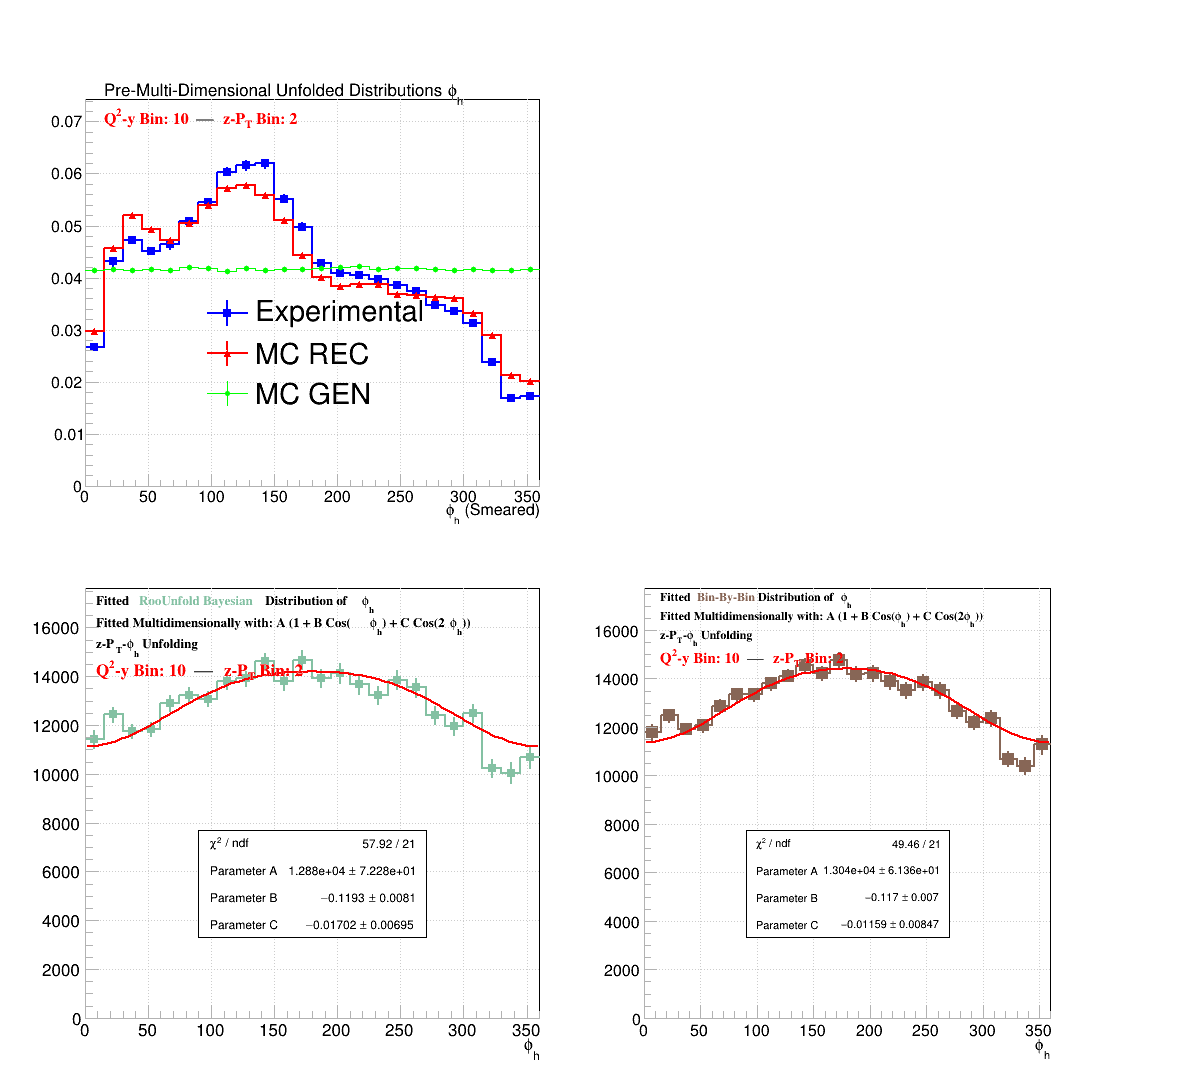 Pre-Multi-Dimensional Unfolded Distributions ϕh
Q²-y Bin: 10 — z-PT Bin: 2
0.07
0.06
0.05
0.04
0.03
0.02
0.01
0
Experimental
MC REC
MC GEN
0 50 100 150 200 250 300 350
ϕh (Smeared)
Fitted RooUnfold Bayesian Distribution of ϕh
Fitted Multidimensionally with: A (1 + B Cos( ϕh) + C Cos(2 ϕh))
z-PT-ϕh Unfolding
Q²-y Bin: 10 — z-PT Bin: 2
16000
14000
12000
10000
8000
6000
4000
2000
0
χ² / ndf 57.92 / 21
Parameter A 1.288e+04 ± 7.228e+01
Parameter B −0.1193 ± 0.0081
Parameter C −0.01702 ± 0.00695
0 50 100 150 200 250 300 350
ϕh
Fitted Bin-By-Bin Distribution of ϕh
Fitted Multidimensionally with: A (1 + B Cos(ϕh) + C Cos(2ϕh))
z-PT-ϕh Unfolding
Q²-y Bin: 10 — z-PT Bin: 2
16000
14000
12000
10000
8000
6000
4000
2000
0
χ² / ndf 49.46 / 21
Parameter A 1.304e+04 ± 6.136e+01
Parameter B −0.117 ± 0.007
Parameter C −0.01159 ± 0.00847
0 50 100 150 200 250 300 350
ϕh